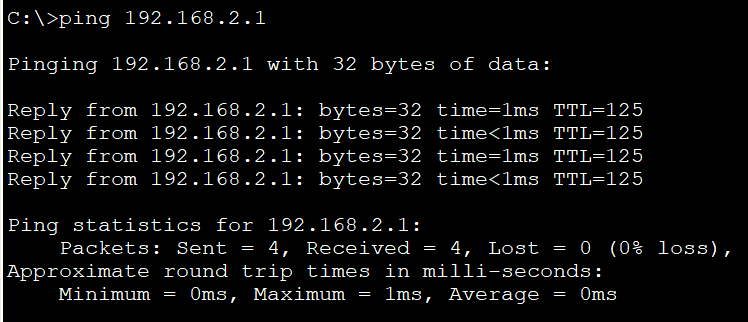 C:\>ping 192.168.2.1
Pinging 192.168.2.1 with 32 bytes of data:
Reply from 192.168.2.1: bytes=32 time=1ms TTL=125
Reply from 192.168.2.1: bytes=32 time<1ms TTL=125
Reply from 192.168.2.1: bytes=32 time=1ms TTL=125
Reply from 192.168.2.1: bytes=32 time<1ms TTL=125
Ping statistics for 192.168.2.1:
    Packets: Sent = 4, Received = 4, Lost = 0 (0% loss),
Approximate round trip times in milli-seconds:
    Minimum = 0ms, Maximum = 1ms, Average = 0ms